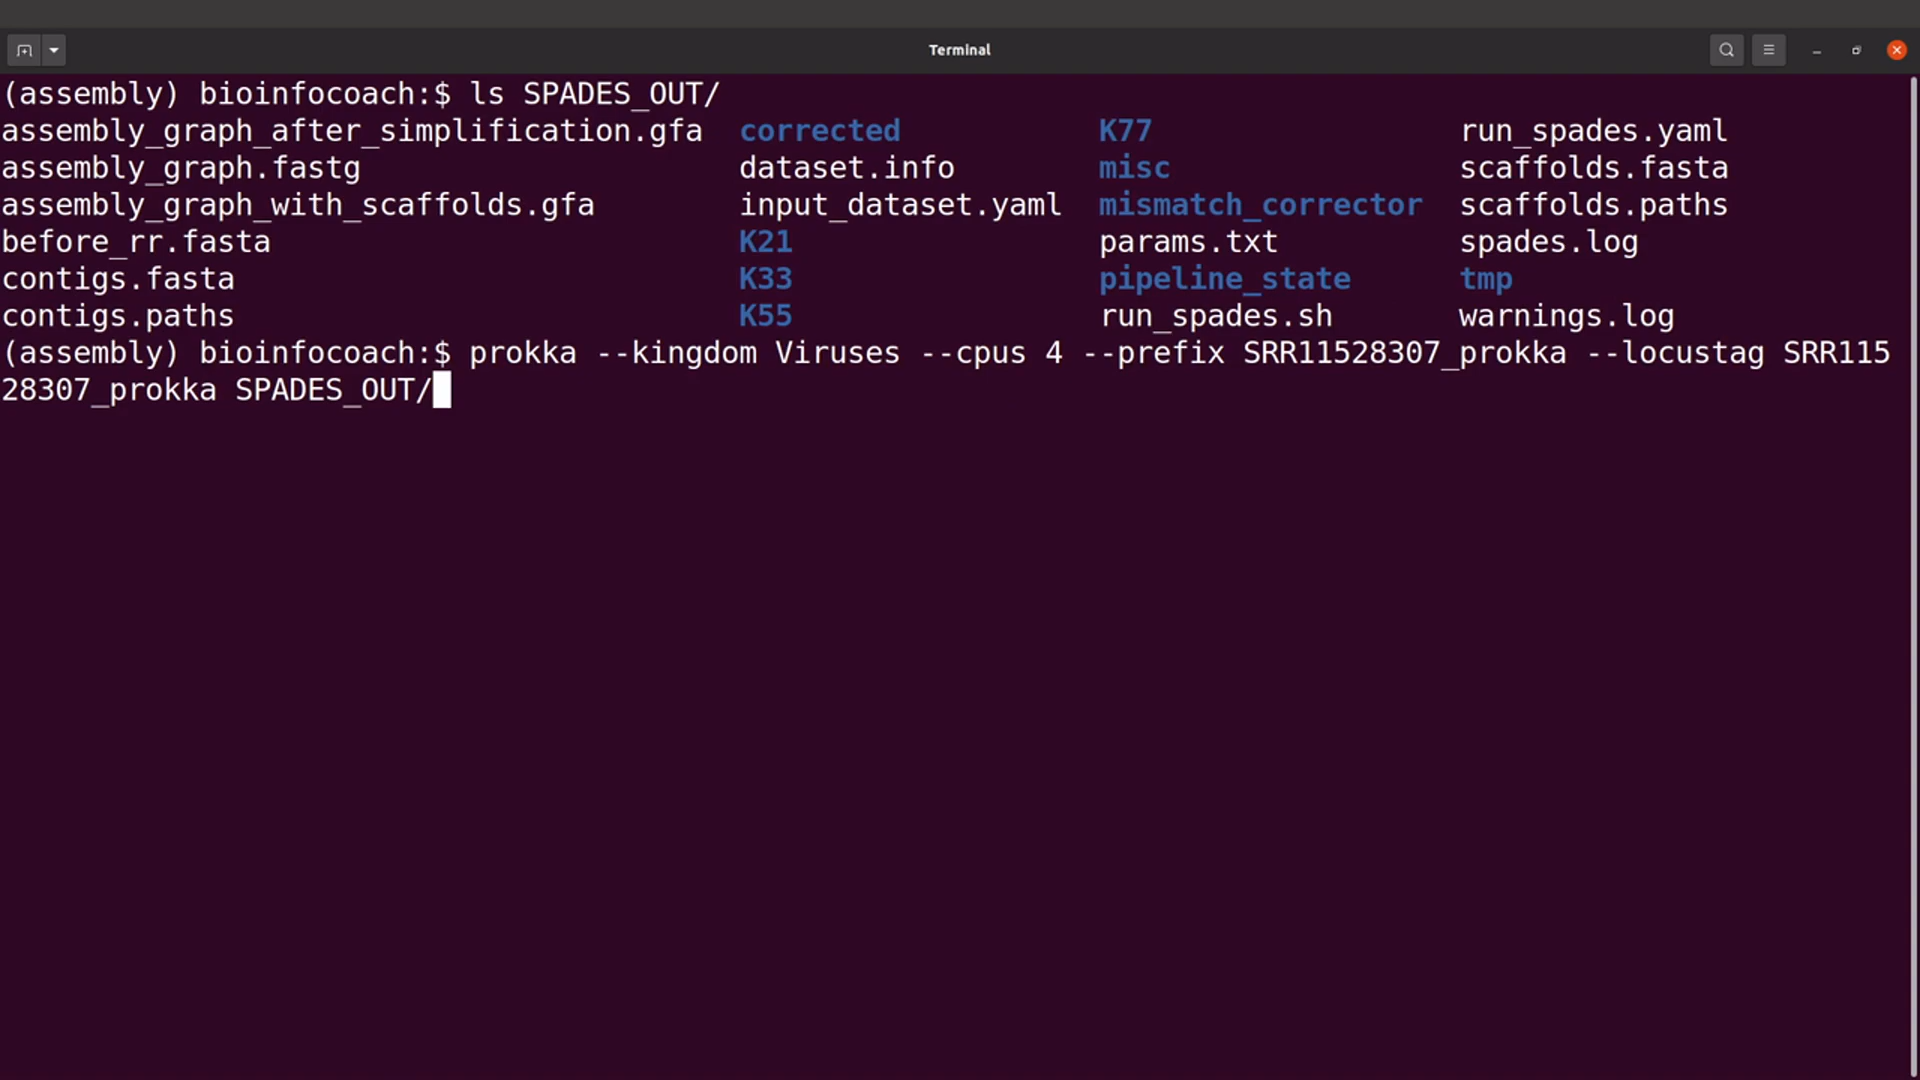 Terminal
(assembly) bioinfocoach:$ ls SPADES_OUT/
assembly_graph_after_simplification.gfa corrected K77 run_spades.yaml
assembly_graph.fastg dataset.info misc scaffolds.fasta
assembly_graph_with_scaffolds.gfa input_dataset.yaml mismatch_corrector scaffolds.paths
before_rr.fasta K21 params.txt spades.log
contigs.fasta K33 pipeline_state tmp
contigs.paths K55 run_spades.sh warnings.log
(assembly) bioinfocoach:$ prokka --kingdom Viruses --cpus 4 --prefix SRR11528307_prokka --locustag SRR115
28307_prokka SPADES_OUT/